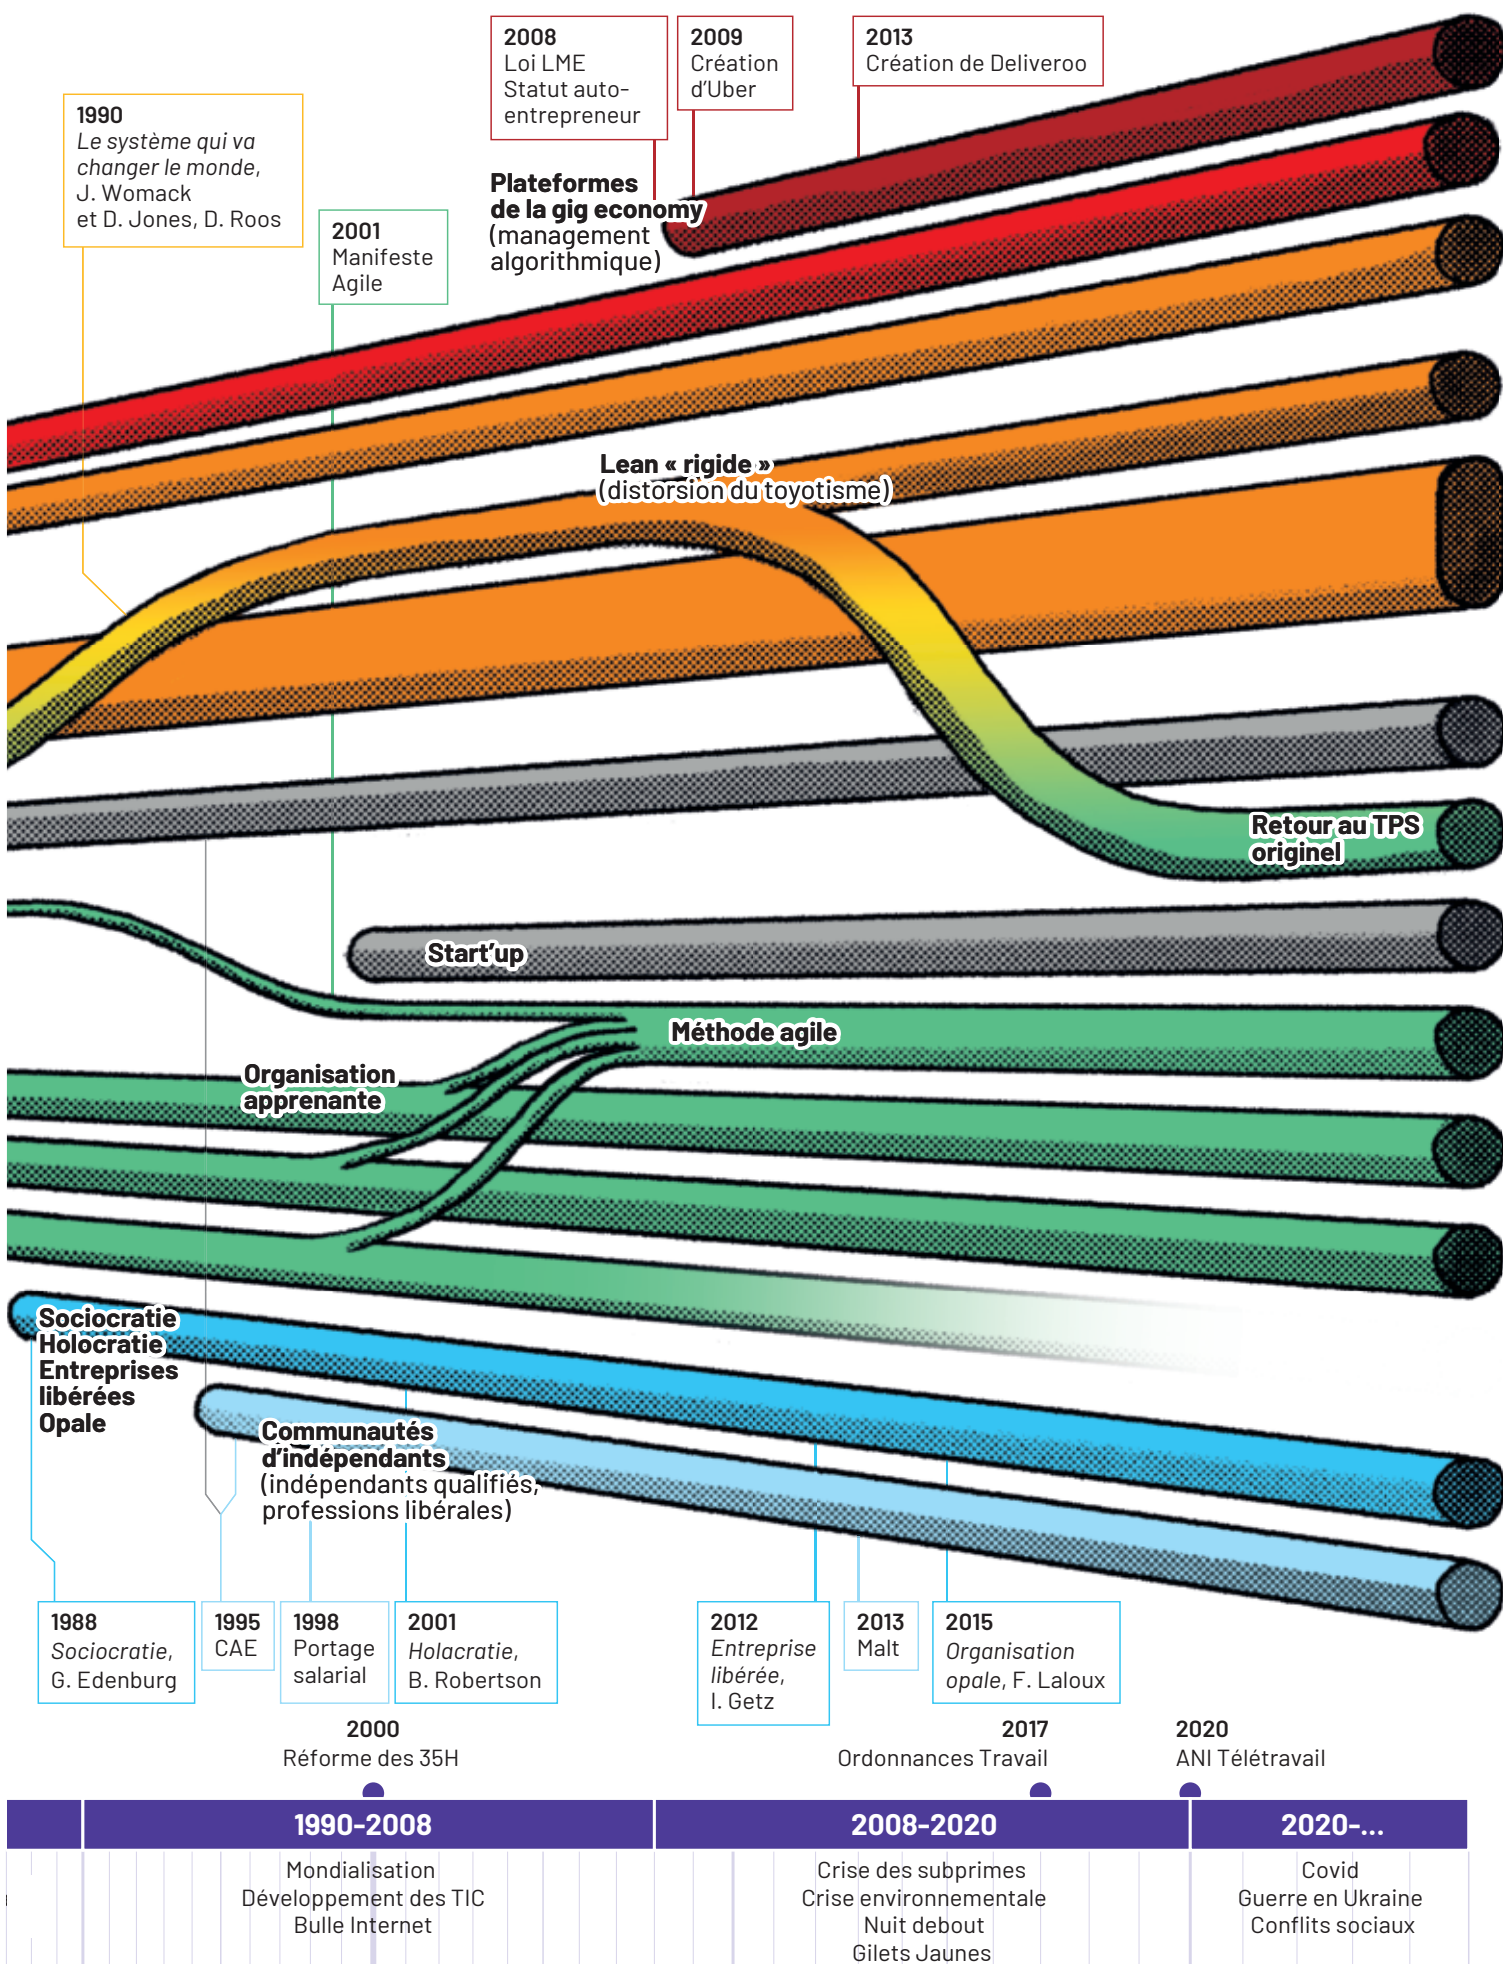 2008
Loi LME
Statut auto-
entrepreneur
2009
Création
d'Uber
2013
Création de Deliveroo
1990
Le système qui va
changer le monde,
J. Womack
et D. Jones, D. Roos
2001
Manifeste
Agile
Plateformes
de la gig economy
(management
algorithmique)
Lean « rigide »
(distorsion du toyotisme)
Retour au TPS
originel
Start'up
Méthode agile
Organisation
apprenante
Sociocratie
Holocratie
Entreprises
libérées
Opale
Communautés
d'indépendants
(indépendants qualifiés,
professions libérales)
1988
Sociocratie,
G. Edenburg
1995
CAE
1998
Portage
salarial
2001
Holacratie,
B. Robertson
2012
Entreprise
libérée,
I. Getz
2013
Malt
2015
Organisation
opale, F. Laloux
2000
Réforme des 35H
2017
Ordonnances Travail
2020
ANI Télétravail
1990-2008
2008-2020
2020-...
Mondialisation
Développement des TIC
Bulle Internet
Crise des subprimes
Crise environnementale
Nuit debout
Gilets Jaunes
Covid
Guerre en Ukraine
Conflits sociaux